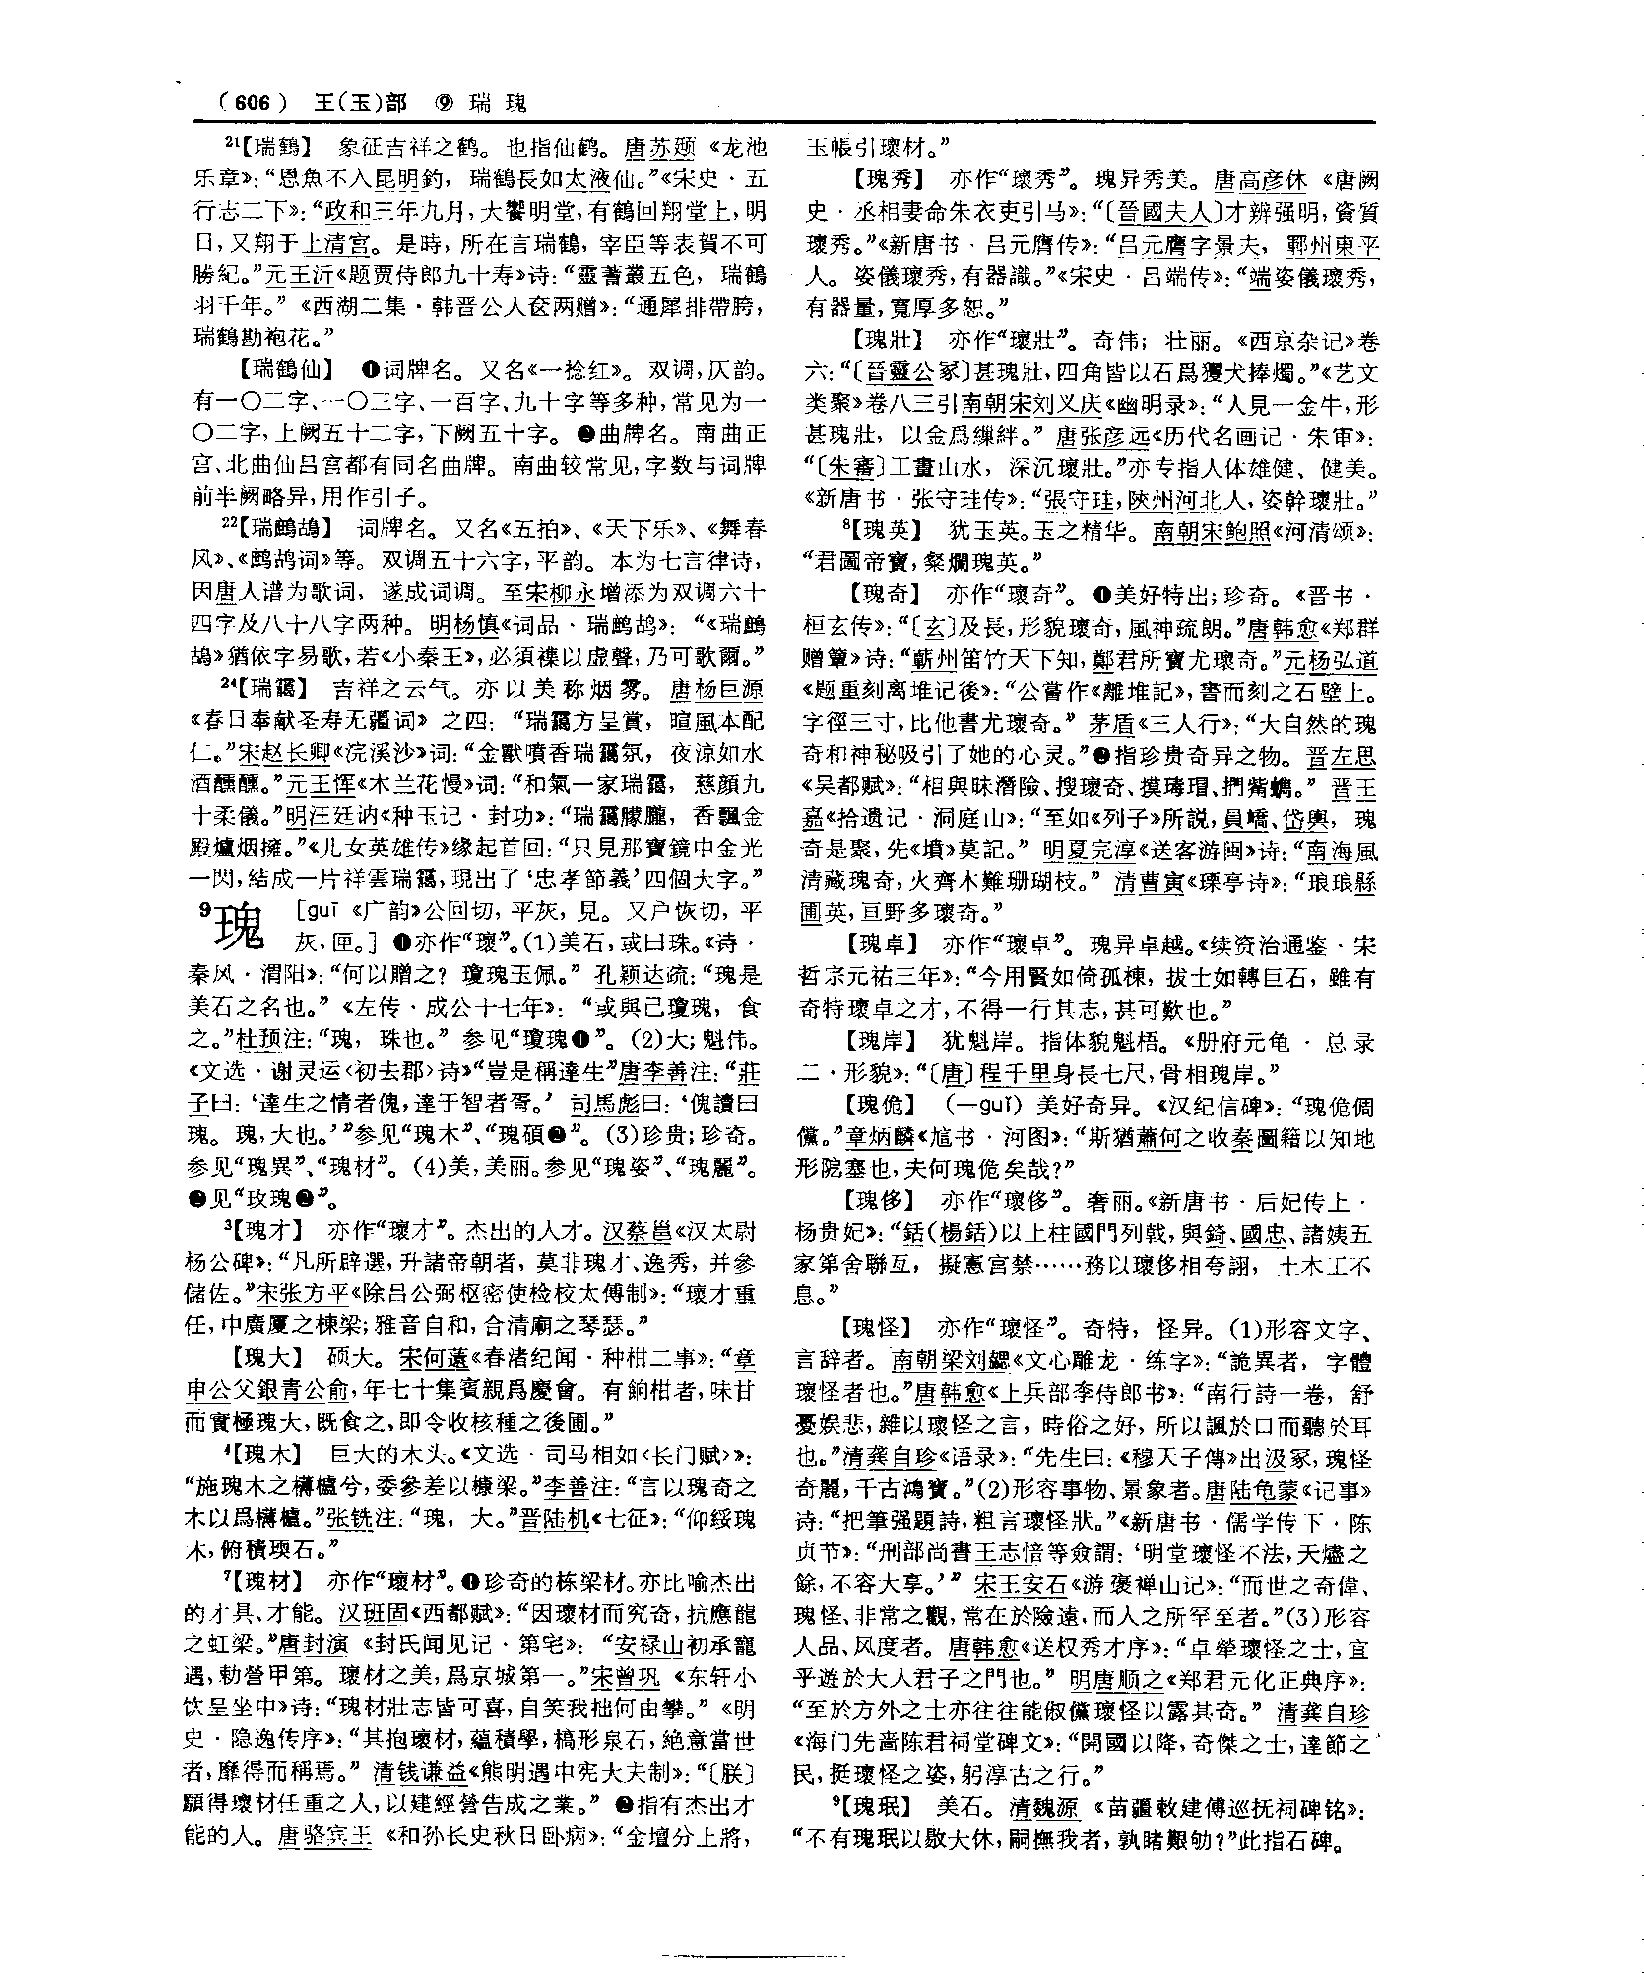 (606) 王(玉)部 ⑨ 瑞 瑰
21【瑞鶴】 象征吉祥之鹤。也指仙鹤。唐苏颋《龙池
乐章》：“恩魚不入昆明釣，瑞鶴長如太液仙。”《宋史·五
行志二下》：“政和三年九月，大饗明堂，有鶴回翔堂上，明
日，又翔于上清宫。是時，所在言瑞鶴，宰臣等表賀不可
勝紀。”元王沂《题贾侍郎九十寿》诗：“靈蓍叢五色，瑞鶴
羽千年。”《西湖二集·韩晋公人奁两赠》：“通犀排帶胯，
瑞鶴勘袍花。”
【瑞鶴仙】 ❶词牌名。又名《一捻红》。双调，仄韵。
有一〇二字、一〇三字、一百字、九十字等多种，常见为一
〇二字，上阙五十二字，下阙五十字。❷曲牌名。南曲正
宫、北曲仙吕宫都有同名曲牌。南曲较常见，字数与词牌
前半阙略异，用作引子。
22【瑞鷓鴣】 词牌名。又名《五拍》、《天下乐》、《舞春
风》、《鹧鸪词》等。双调五十六字，平韵。本为七言律诗，
因唐人谱为歌词，遂成词调。至宋柳永增添为双调六十
四字及八十八字两种。明杨慎《词品·瑞鹧鸪》：“《瑞鷓
鴣》猶依字易歌，若《小秦王》，必須襍以虚聲，乃可歌爾。”
24【瑞靄】 吉祥之云气。亦以美称烟雾。唐杨巨源
《春日奉献圣寿无疆词》之四：“瑞靄方呈賞，暄風本配
仁。”宋赵长卿《浣溪沙》词：“金獸噴香瑞靄氛，夜涼如水
酒醺醺。”元王恽《木兰花慢》词：“和氣一家瑞靄，慈顔九
十柔儀。”明汪廷讷《种玉记·封功》：“瑞靄朦朧，香飄金
殿爐烟擁。”《儿女英雄传》缘起首回：“只見那寶鏡中金光
一閃，結成一片祥雲瑞靄，現出了‘忠孝節義’四個大字。”
9瑰 ［guī《广韵》公回切，平灰，見。又户恢切，平
灰，匣。］❶亦作“瓌”。(1)美石，或曰珠。《诗·
秦风·渭阳》：“何以贈之？瓊瑰玉佩。”孔颖达疏：“瑰是
美石之名也。”《左传·成公十七年》：“或與己瓊瑰，食
之。”杜预注：“瑰，珠也。”参见“瓊瑰❶”。(2)大；魁伟。
《文选·谢灵运〈初去郡〉诗》“豈是稱達生”唐李善注：“莊
子曰：‘達生之情者傀，達于智者胥。’司馬彪曰：‘傀讀曰
瑰。瑰，大也。’”参见“瑰木”、“瑰碩❷”。(3)珍贵；珍奇。
参见“瑰異”、“瑰材”。(4)美，美丽。参见“瑰姿”、“瑰麗”。
❷见“玫瑰❷”。
3【瑰才】 亦作“瓌才”。杰出的人才。汉蔡邕《汉太尉
杨公碑》：“凡所辟選，升諸帝朝者，莫非瑰才、逸秀，并參
儲佐。”宋张方平《除吕公弼枢密使检校太傅制》：“瓌才重
任，中廣厦之棟梁；雅音自和，合清廟之琴瑟。”
【瑰大】 硕大。宋何薳《春渚纪闻·种柑二事》：“章
申公父銀青公俞，年七十集賓親爲慶會。有餉柑者，味甘
而實極瑰大，既食之，即令收核種之後圃。”
4【瑰木】 巨大的木头。《文选·司马相如〈长门赋〉》：
“施瑰木之欂櫨兮，委參差以槺梁。”李善注：“言以瑰奇之
木以爲欂櫨。”张铣注：“瑰，大。”晋陆机《七征》：“仰綏瑰
木，俯積瓀石。”
7【瑰材】 亦作“瓌材”。❶珍奇的栋梁材。亦比喻杰出
的才具、才能。汉班固《西都赋》：“因瓌材而究奇，抗應龍
之虹梁。”唐封演《封氏闻见记·第宅》：“安禄山初承寵
遇，勅營甲第。瓌材之美，爲京城第一。”宋曾巩《东轩小
饮呈坐中》诗：“瑰材壯志皆可喜，自笑我拙何由攀。”《明
史·隐逸传序》：“其抱瓌材，藴積學，槁形泉石，絶意當世
者，靡得而稱焉。”清钱谦益《熊明遇中宪大夫制》：“〔朕〕
願得瓌材任重之人，以建經營告成之業。”❷指有杰出才
能的人。唐骆宾王《和孙长史秋日卧病》：“金壇分上將，
玉帳引瓌材。”
【瑰秀】 亦作“瓌秀”。瑰异秀美。唐高彦休《唐阙
史·丞相妻命朱衣吏引马》：“〔晉國夫人〕才辨强明，資質
瓌秀。”《新唐书·吕元膺传》：“吕元膺字景夫，鄆州東平
人。姿儀瓌秀，有器識。”《宋史·吕端传》：“端姿儀瓌秀，
有器量，寬厚多恕。”
【瑰壯】 亦作“瓌壯”。奇伟；壮丽。《西京杂记》卷
六：“〔晉靈公冢〕甚瑰壯，四角皆以石爲玃犬捧燭。”《艺文
类聚》卷八三引南朝宋刘义庆《幽明录》：“人見一金牛，形
甚瑰壯，以金爲縺絆。”唐张彦远《历代名画记·朱审》：
“〔朱審〕工畫山水，深沉瓌壯。”亦专指人体雄健、健美。
《新唐书·张守珪传》：“張守珪，陝州河北人，姿幹瓌壯。”
8【瑰英】 犹玉英。玉之精华。南朝宋鲍照《河清颂》：
“君圖帝寶，粲爛瑰英。”
【瑰奇】 亦作“瓌奇”。❶美好特出；珍奇。《晋书·
桓玄传》：“〔玄〕及長，形貌瓌奇，風神疏朗。”唐韩愈《郑群
赠簟》诗：“蘄州笛竹天下知，鄭君所寶尤瓌奇。”元杨弘道
《题重刻离堆记後》：“公嘗作《離堆記》，書而刻之石壁上。
字徑三寸，比他書尤瓌奇。”茅盾《三人行》：“大自然的瑰
奇和神秘吸引了她的心灵。”❷指珍贵奇异之物。晋左思
《吴都赋》：“相與昧潛險、搜瓌奇、摸瑇瑁、捫觜蠵。”晋王
嘉《拾遗记·洞庭山》：“至如《列子》所説，員嶠、岱輿，瑰
奇是聚，先《墳》莫記。”明夏完淳《送客游闽》诗：“南海風
清藏瑰奇，火齊木難珊瑚枝。”清曹寅《瑮亭诗》：“琅琅縣
圃英，亘野多瓌奇。”
【瑰卓】 亦作“瓌卓”。瑰异卓越。《续资治通鉴·宋
哲宗元祐三年》：“今用賢如倚孤棟，拔士如轉巨石，雖有
奇特瓌卓之才，不得一行其志，甚可歎也。”
【瑰岸】 犹魁岸。指体貌魁梧。《册府元龟·总录
二·形貌》：“〔唐〕程千里身長七尺，骨相瑰岸。”
【瑰佹】 （—guǐ）美好奇异。《汉纪信碑》：“瑰佹倜
儻。”章炳麟《訄书·河图》：“斯猶蕭何之收秦圖籍以知地
形阨塞也，夫何瑰佹矣哉？”
【瑰侈】 亦作“瓌侈”。奢丽。《新唐书·后妃传上·
杨贵妃》：“銛(楊銛)以上柱國門列戟，與錡、國忠、諸姨五
家第舍聯亙，擬憲宫禁……務以瓌侈相夸詡，土木工不
息。”
【瑰怪】 亦作“瓌怪”。奇特，怪异。(1)形容文字、
言辞者。南朝梁刘勰《文心雕龙·练字》：“詭異者，字體
瓌怪者也。”唐韩愈《上兵部李侍郎书》：“南行詩一卷，舒
憂娱悲，雜以瓌怪之言，時俗之好，所以諷於口而聽於耳
也。”清龚自珍《语录》：“先生曰：《穆天子傳》出汲冢，瑰怪
奇麗，千古鴻寶。”(2)形容事物、景象者。唐陆龟蒙《记事》
诗：“把筆强題詩，粗言瓌怪狀。”《新唐书·儒学传下·陈
贞节》：“刑部尚書王志愔等僉謂：‘明堂瓌怪不法，天燼之
餘，不容大享。’”宋王安石《游褒禅山记》：“而世之奇偉、
瑰怪、非常之觀，常在於險遠，而人之所罕至者。”(3)形容
人品、风度者。唐韩愈《送权秀才序》：“卓犖瓌怪之士，宜
乎遊於大人君子之門也。”明唐顺之《郑君元化正典序》：
“至於方外之士亦往往能俶儻瓌怪以露其奇。”清龚自珍
《海门先啬陈君祠堂碑文》：“開國以降，奇傑之士，達節之
民，挺瓌怪之姿，躬淳古之行。”
9【瑰珉】 美石。清魏源《苗疆敕建傅巡抚祠碑铭》：
“不有瑰珉以敭大休，嗣撫我者，孰睹艱劬？”此指石碑。